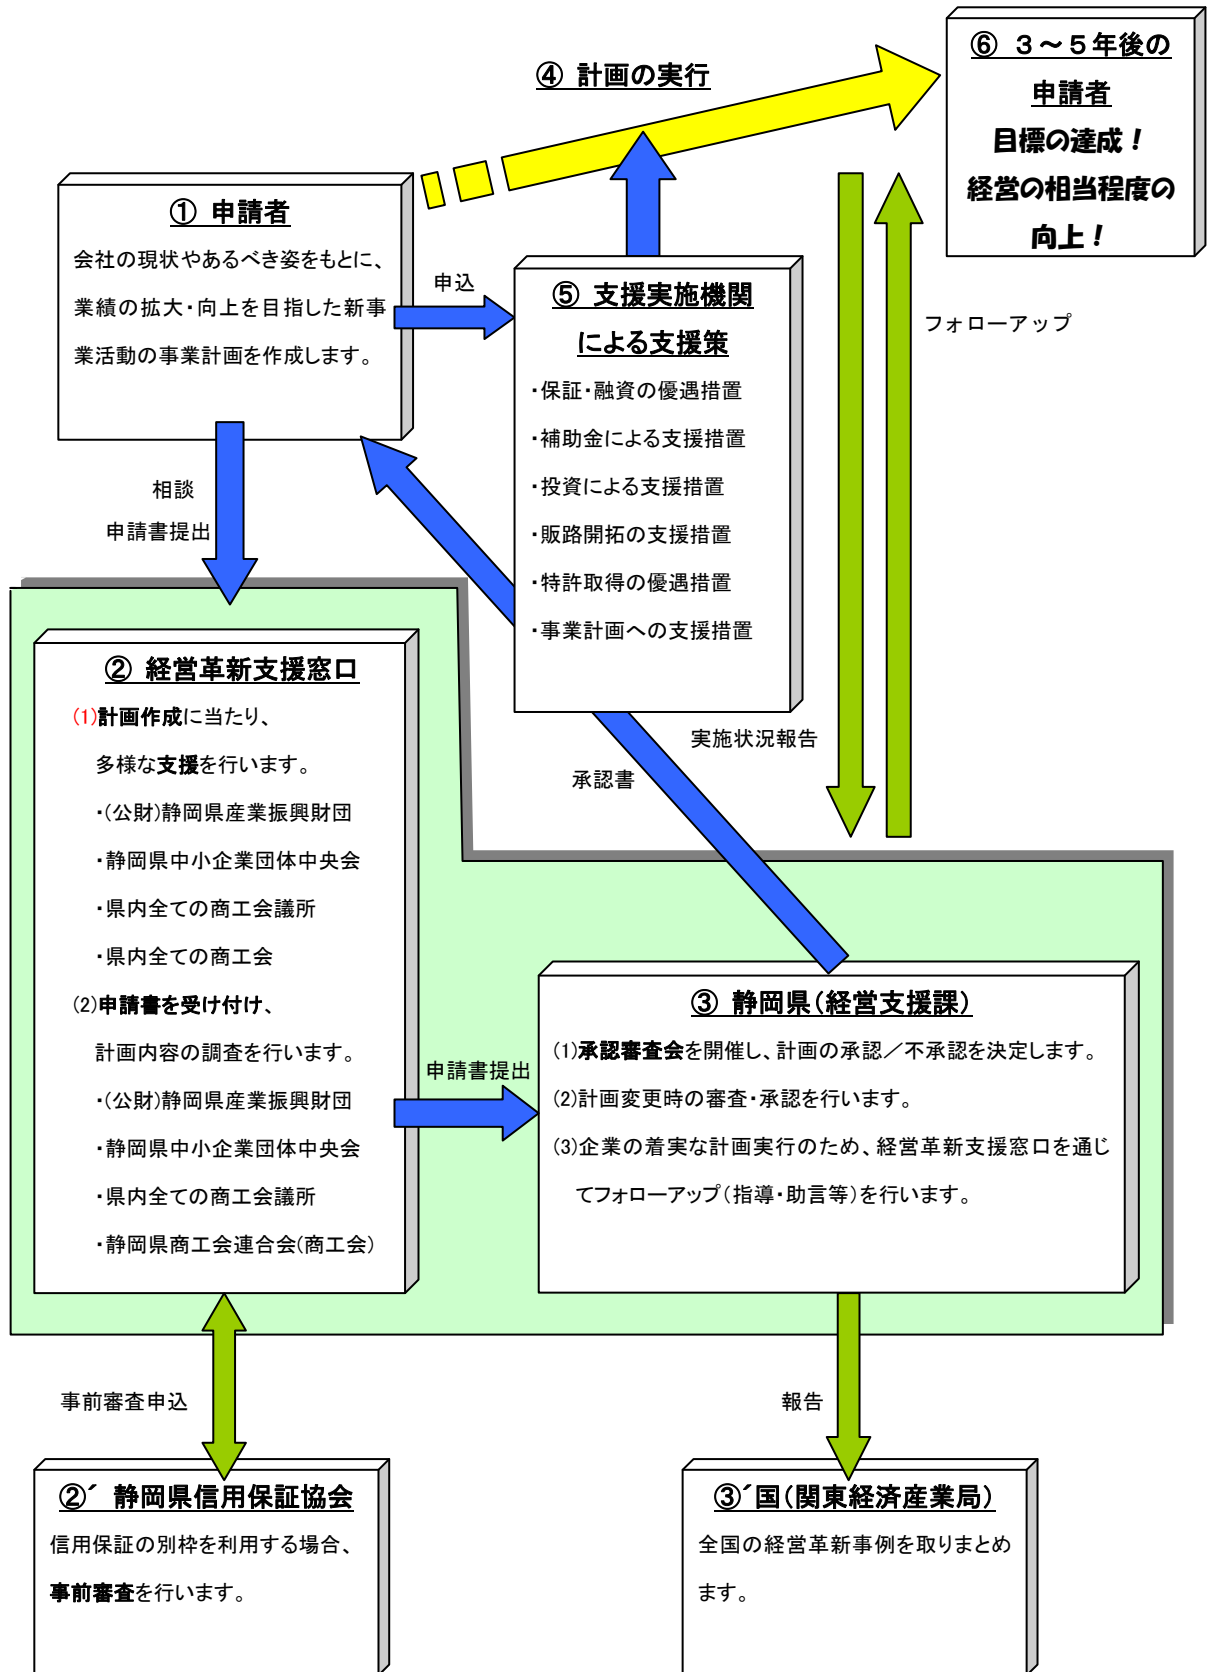 ④ 計画の実行
⑥ ３～５年後の
申請者
目標の達成！
経営の相当程度の
向上！
① 申請者
会社の現状やあるべき姿をもとに、
業績の拡大・向上を目指した新事
業活動の事業計画を作成します。
申込
⑤ 支援実施機関
による支援策
・保証・融資の優遇措置
・補助金による支援措置
・投資による支援措置
・販路開拓の支援措置
・特許取得の優遇措置
・事業計画への支援措置
フォローアップ
相談
申請書提出
実施状況報告
承認書
② 経営革新支援窓口
(1)計画作成に当たり、
多様な支援を行います。
・(公財)静岡県産業振興財団
・静岡県中小企業団体中央会
・県内全ての商工会議所
・県内全ての商工会
(2)申請書を受け付け、
計画内容の調査を行います。
・(公財)静岡県産業振興財団
・静岡県中小企業団体中央会
・県内全ての商工会議所
・静岡県商工会連合会(商工会)
申請書提出
③ 静岡県（経営支援課）
(1)承認審査会を開催し、計画の承認／不承認を決定します。
(2)計画変更時の審査・承認を行います。
(3)企業の着実な計画実行のため、経営革新支援窓口を通じ
てフォローアップ（指導・助言等）を行います。
事前審査申込
報告
②´ 静岡県信用保証協会
信用保証の別枠を利用する場合、
事前審査を行います。
③´国（関東経済産業局）
全国の経営革新事例を取りまとめ
ます。